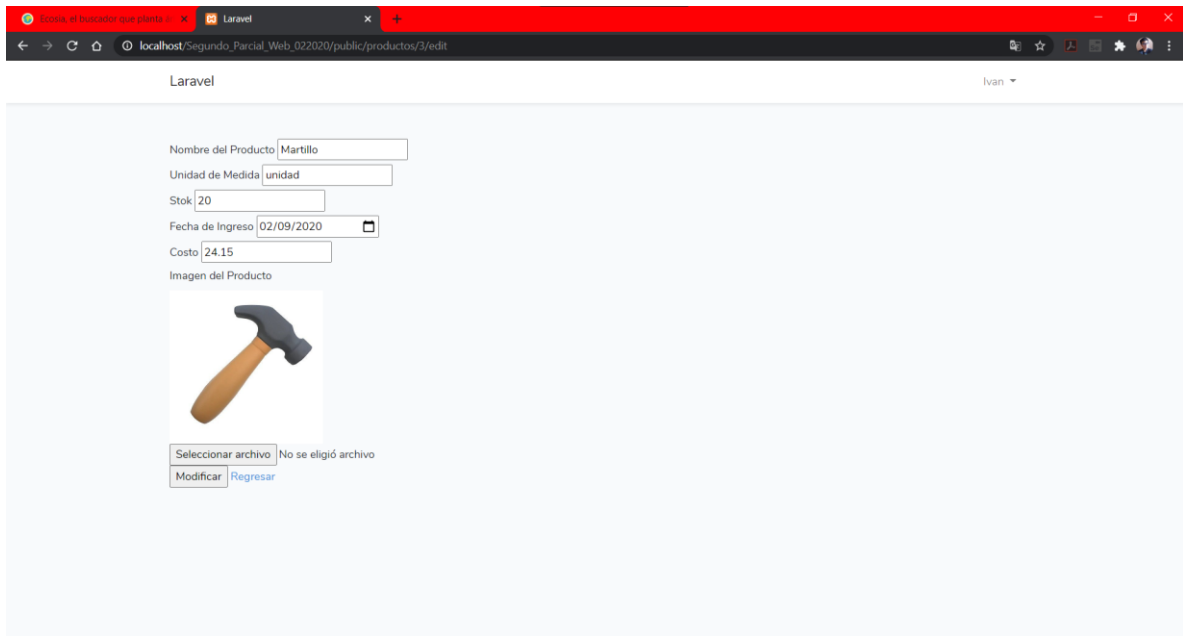 Ecosia, el buscador que planta
Laravel
localhost/Segundo_Parcial_Web_022020/public/productos/3/edit
Laravel
Ivan
Nombre del Producto Martillo
Unidad de Medida unidad
Stok 20
Fecha de Ingreso 02/09/2020
Costo 24.15
Imagen del Producto
Seleccionar archivo No se eligió archivo
Modificar Regresar